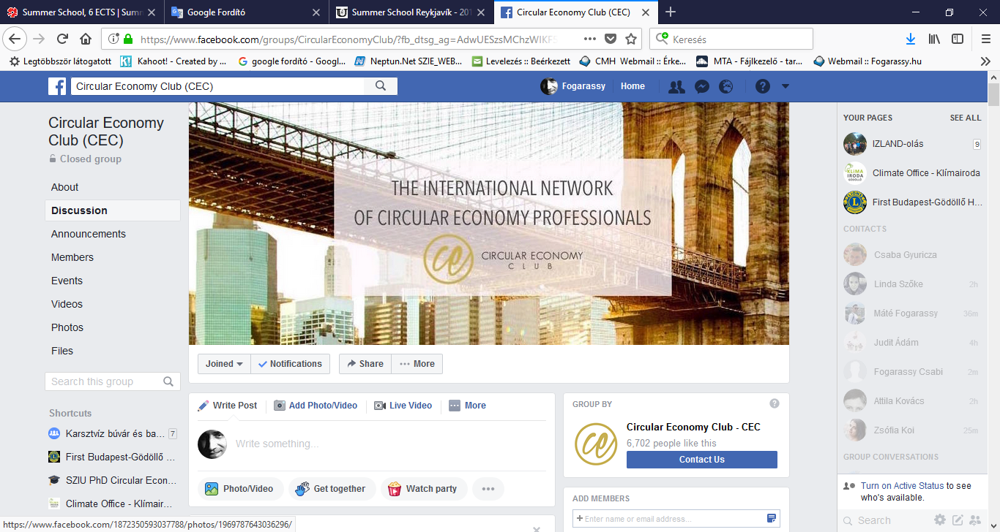 Summer School, 6 ECTS | Sumr
Google Fordító
Summer School Reykjavík - 201
Circular Economy Club (CEC)
https://www.facebook.com/groups/CircularEconomyClub/?fb_dtsg_ag=AdwUESzsMChzWIKF
Keresés
Legtöbbször látogatott
Kahoot! - Created by ...
google fordító - Googl...
Neptun.Net SZIE_WEB...
Levelezés :: Beérkezett
CMH Webmail :: Érke...
MTA - Fájlkezelő - tar...
Webmail :: Fogarassy.hu
Circular Economy Club (CEC)
Fogarassy
Home
Circular Economy
Club (CEC)
Closed group
About
Discussion
Announcements
Members
Events
Videos
Photos
Files
Search this group
Shortcuts
Karsztvíz búvár és ba... 7
First Budapest-Gödöllő ...
SZIU PhD Circular Econ...
Climate Office - Klímair...
https://www.facebook.com/1872350593037788/photos/1969787643036296/
THE INTERNATIONAL NETWORK
OF CIRCULAR ECONOMY PROFESSIONALS
ce
CIRCULAR ECONOMY
CLUB
Joined
Notifications
Share
More
Write Post
Add Photo/Video
Live Video
More
Write something...
Photo/Video
Get together
Watch party
GROUP BY
ce
Circular Economy Club - CEC
6,702 people like this
Contact Us
ADD MEMBERS
+ Enter name or email address...
YOUR PAGES
SEE ALL
IZLAND-olás 9
KLÍMA
IRODA
GÖDÖLLŐ
Climate Office - Klímairoda
First Budapest-Gödöllő H...
CONTACTS
Csaba Gyuricza
Linda Szőke 2h
Máté Fogarassy 36m
Judit Ádám 4h
Fogarassy Csabi 2m
Attila Kovács 2h
Zsófia Koi 25m
GROUP CONVERSATIONS
Turn on Active Status to see
who's available.
Search